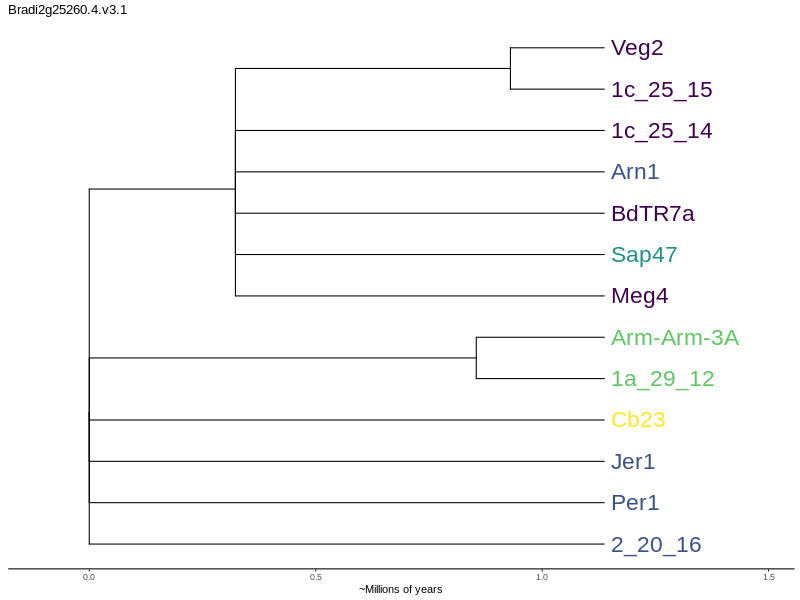 Bradi2g25260.4.v3.1
Veg2
1c_25_15
1c_25_14
Arn1
BdTR7a
Sap47
Meg4
Arm-Arm-3A
1a_29_12
Cb23
Jer1
Per1
2_20_16
0.0 0.5 1.0 1.5
~Millions of years